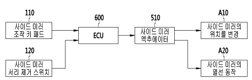 110
사이드 미러
조작 키 패드
120
사이드 미러
서리 제거 스위치
600
ECU
510
사이드 미러
액추에이터
A10
사이드 미러의
위치를 변경
A20
사이드 미러의
열선 동작